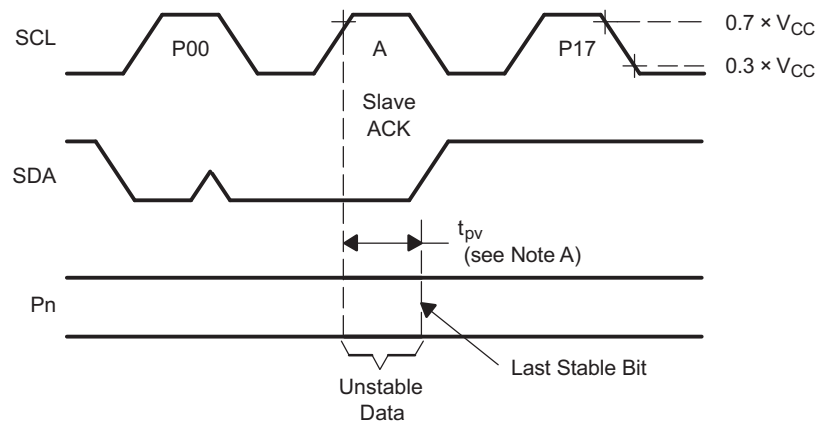 SCL
P00
A
P17
0.7 × VCC
0.3 × VCC
Slave
ACK
SDA
tpv
(see Note A)
Pn
Last Stable Bit
Unstable
Data